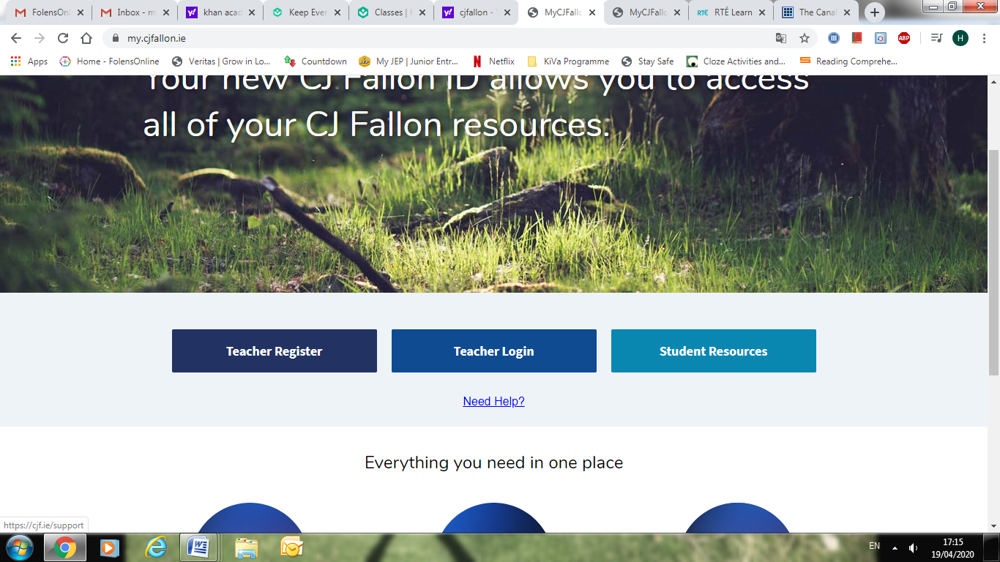 FolensOnl
Inbox - m
khan acad
Keep Ever
Classes |
cjfallon -
MyCJFallo
MyCJFallo
RTÉ RTÉ Learn
The Canal
my.cjfallon.ie
ABP
H
Apps
Home - FolensOnline
Veritas | Grow in Lo...
Countdown
My JEP | Junior Entr...
Netflix
KiVa Programme
Stay Safe
Cloze Activities and...
Reading Comprehe...
Your new CJ Fallon ID allows you to access
all of your CJ Fallon resources.
Teacher Register
Teacher Login
Student Resources
Need Help?
Everything you need in one place
https://cjf.ie/support
EN
17:15
19/04/2020